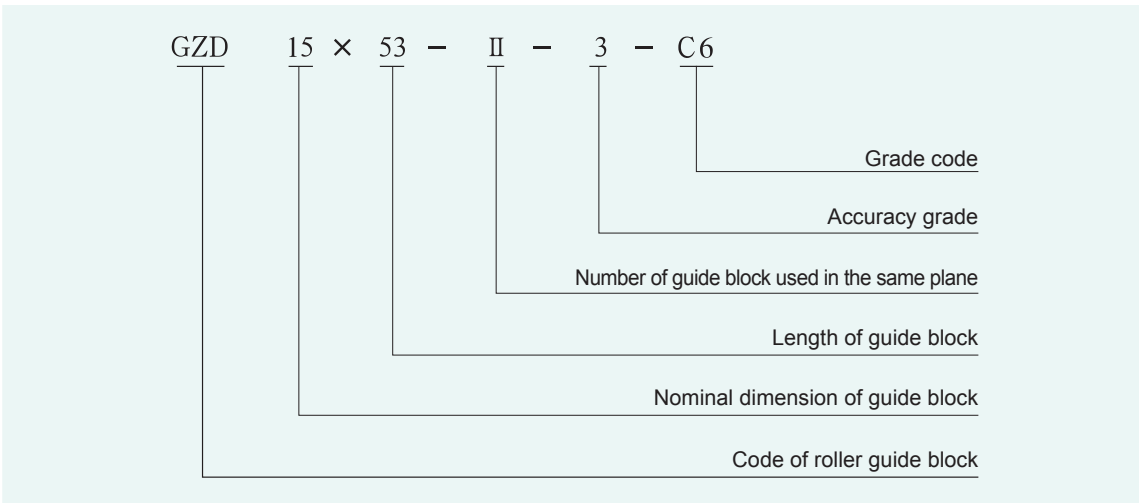 GZD 15 × 53 - Ⅱ - 3 - C6
Grade code
Accuracy grade
Number of guide block used in the same plane
Length of guide block
Nominal dimension of guide block
Code of roller guide block